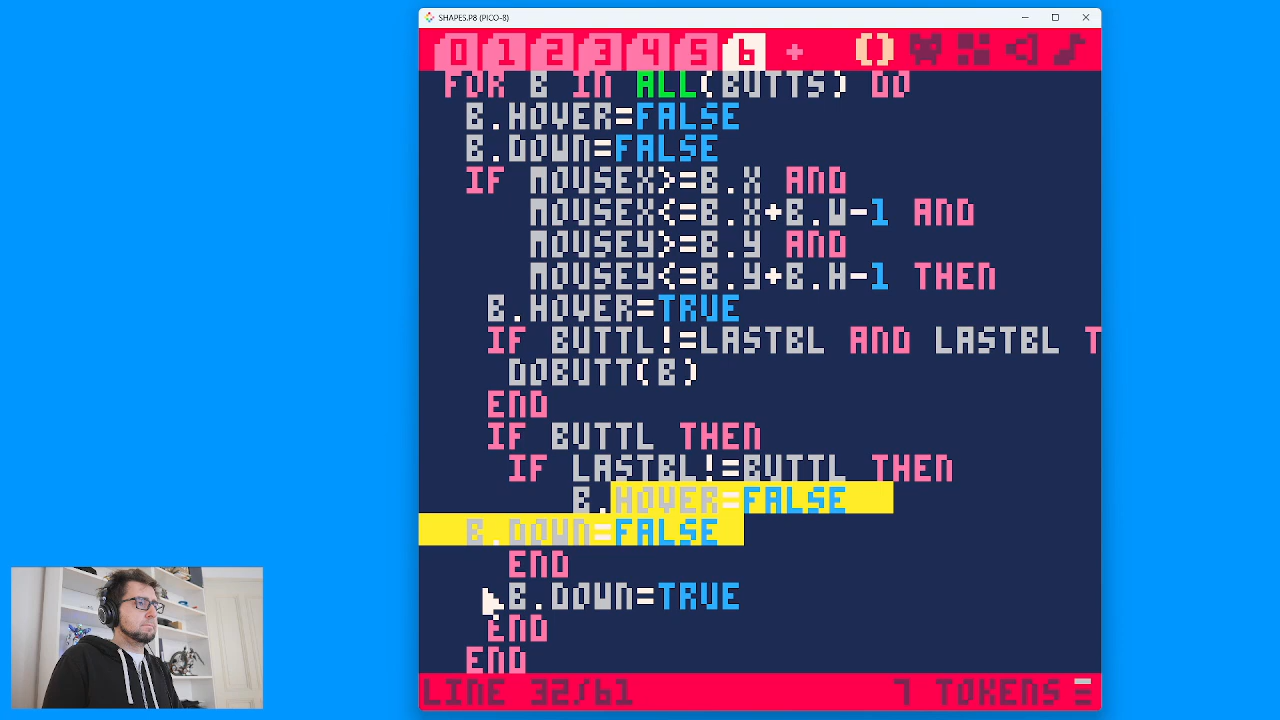 SHAPES.P8 (PICO-8)
0 1 2 3 4 5 6 +
FOR B IN ALL(BUTTS) DO
B.HOVER=FALSE
B.DOWN=FALSE
IF MOUSEX>=B.X AND
MOUSEX<=B.X+B.W-1 AND
MOUSEY>=B.Y AND
MOUSEY<=B.Y+B.H-1 THEN
B.HOVER=TRUE
IF BUTTL!=LASTBL AND LASTBL T
DOBUTT(B)
END
IF BUTTL THEN
IF LASTBL!=BUTTL THEN
B.HOVER=FALSE
B.DOWN=FALSE
END
B.DOWN=TRUE
END
END
LINE 32/61 7 TOKENS